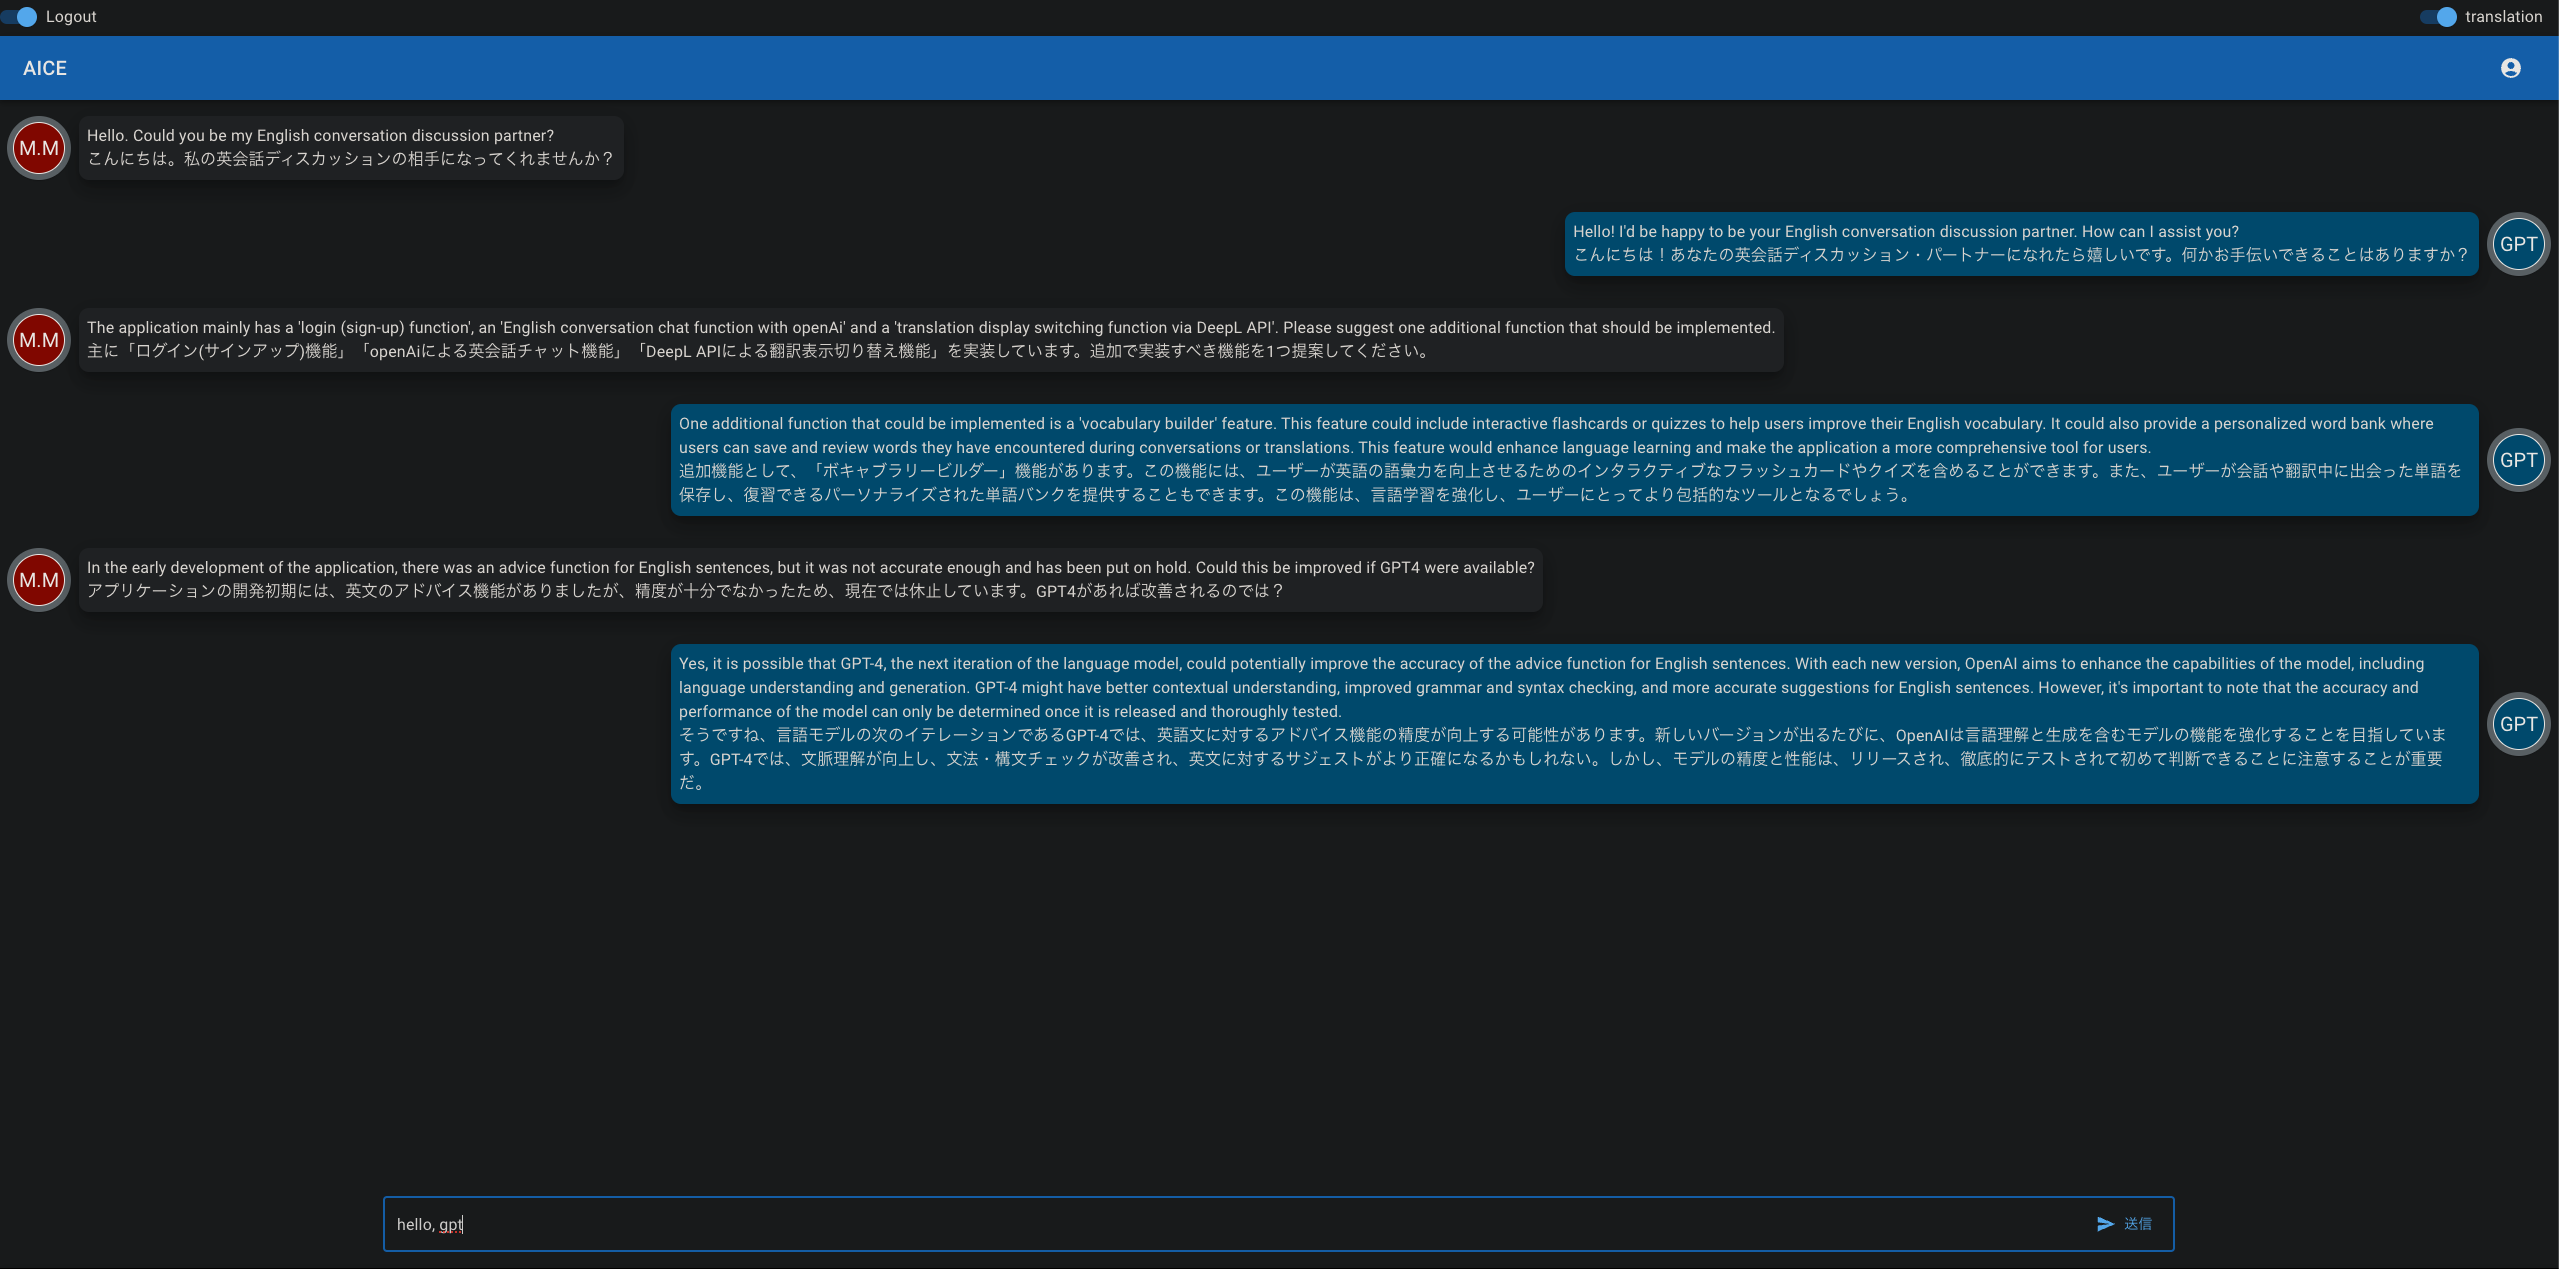 Logout
translation
AICE
M.M
Hello. Could you be my English conversation discussion partner?
こんにちは。私の英会話ディスカッションの相手になってくれませんか？
Hello! I'd be happy to be your English conversation discussion partner. How can I assist you?
こんにちは！あなたの英会話ディスカッション・パートナーになれたら嬉しいです。何かお手伝いできることはありますか？
GPT
M.M
The application mainly has a 'login (sign-up) function', an 'English conversation chat function with openAi' and a 'translation display switching function via DeepL API'. Please suggest one additional function that should be implemented.
主に「ログイン(サインアップ)機能」「openAiによる英会話チャット機能」「DeepL APIによる翻訳表示切り替え機能」を実装しています。追加で実装すべき機能を1つ提案してください。
One additional function that could be implemented is a 'vocabulary builder' feature. This feature could include interactive flashcards or quizzes to help users improve their English vocabulary. It could also provide a personalized word bank where
users can save and review words they have encountered during conversations or translations. This feature would enhance language learning and make the application a more comprehensive tool for users.
追加機能として、「ボキャブラリービルダー」機能があります。この機能には、ユーザーが英語の語彙力を向上させるためのインタラクティブなフラッシュカードやクイズを含めることができます。また、ユーザーが会話や翻訳中に出会った単語を
保存し、復習できるパーソナライズされた単語バンクを提供することもできます。この機能は、言語学習を強化し、ユーザーにとってより包括的なツールとなるでしょう。
GPT
M.M
In the early development of the application, there was an advice function for English sentences, but it was not accurate enough and has been put on hold. Could this be improved if GPT4 were available?
アプリケーションの開発初期には、英文のアドバイス機能がありましたが、精度が十分でなかったため、現在では休止しています。GPT4があれば改善されるのでは？
Yes, it is possible that GPT-4, the next iteration of the language model, could potentially improve the accuracy of the advice function for English sentences. With each new version, OpenAI aims to enhance the capabilities of the model, including
language understanding and generation. GPT-4 might have better contextual understanding, improved grammar and syntax checking, and more accurate suggestions for English sentences. However, it's important to note that the accuracy and
performance of the model can only be determined once it is released and thoroughly tested.
そうですね、言語モデルの次のイテレーションであるGPT-4では、英語文に対するアドバイス機能の精度が向上する可能性があります。新しいバージョンが出るたびに、OpenAIは言語理解と生成を含むモデルの機能を強化することを目指していま
す。GPT-4では、文脈理解が向上し、文法・構文チェックが改善され、英文に対するサジェストがより正確になるかもしれない。しかし、モデルの精度と性能は、リリースされ、徹底的にテストされて初めて判断できることに注意することが重要
だ。
GPT
hello, gpt
送信